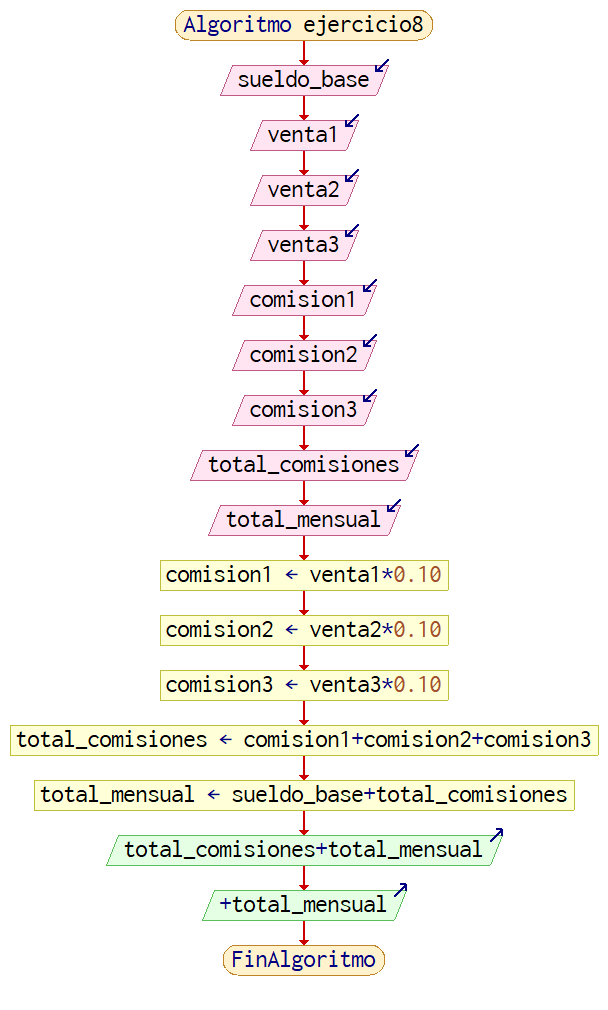 Algoritmo ejercicio8
sueldo_base
venta1
venta2
venta3
comision1
comision2
comision3
total_comisiones
total_mensual
comision1 ← venta1*0.10
comision2 ← venta2*0.10
comision3 ← venta3*0.10
total_comisiones ← comision1+comision2+comision3
total_mensual ← sueldo_base+total_comisiones
total_comisiones+total_mensual
+total_mensual
FinAlgoritmo